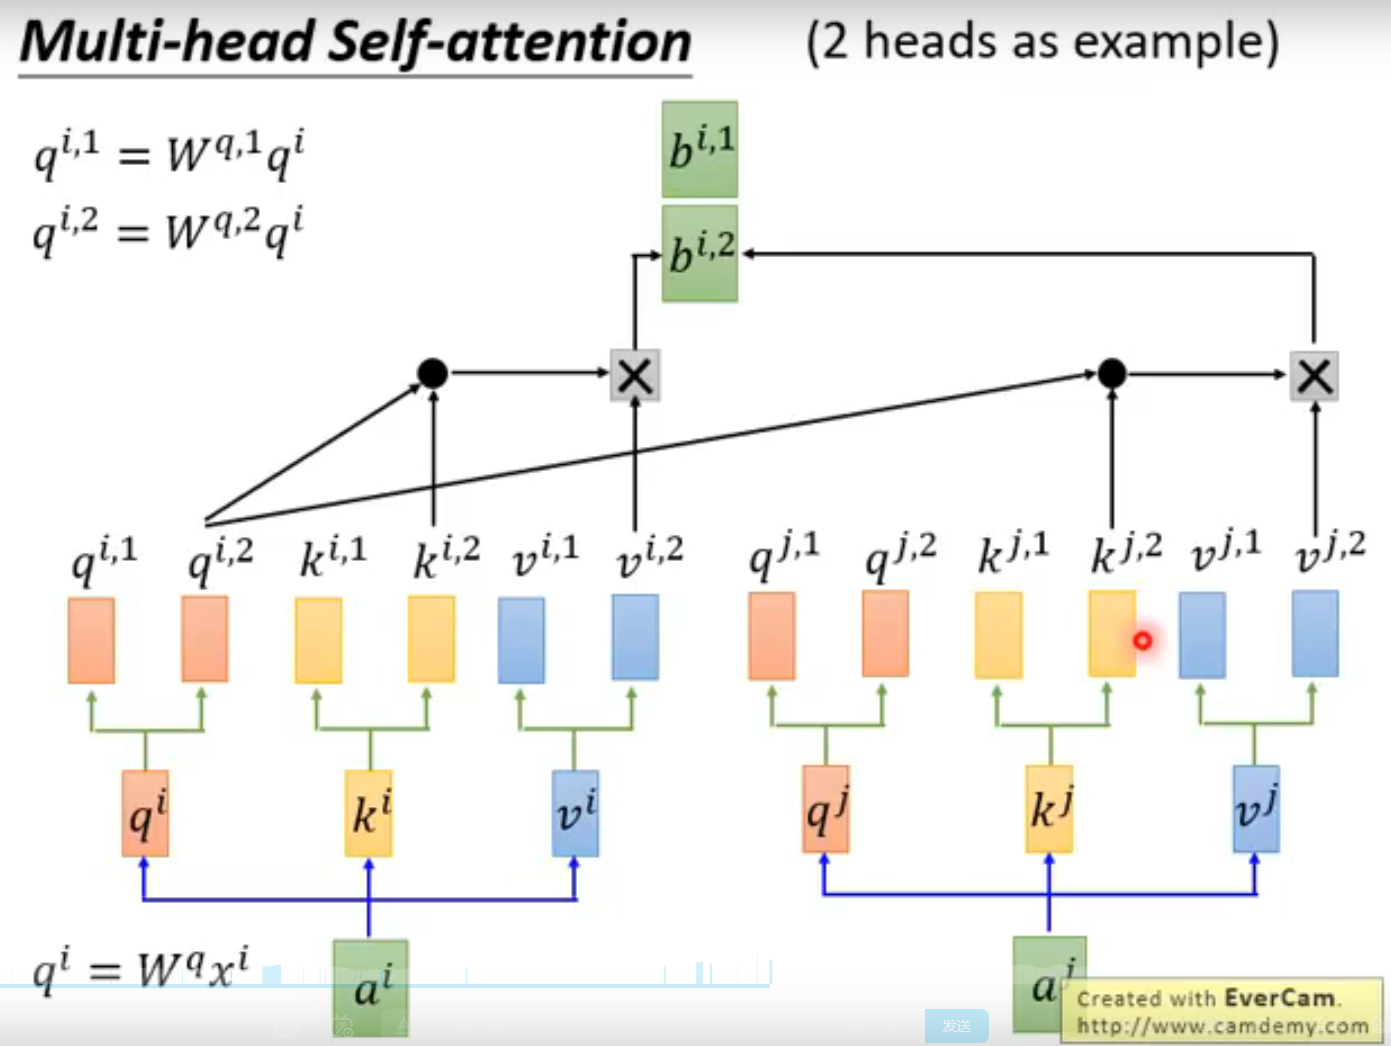 Multi-head Self-attention (2 heads as example)
q^{i,1} = W^{q,1}q^i
q^{i,2} = W^{q,2}q^i
b^{i,1}
b^{i,2}
q^{i,1} q^{i,2} k^{i,1} k^{i,2} v^{i,1} v^{i,2} q^{j,1} q^{j,2} k^{j,1} k^{j,2} v^{j,1} v^{j,2}
q^i k^i v^i q^j k^j v^j
q^i = W^q x^i
a^i a^j
Created with EverCam.
http://www.camdemy.com
发送